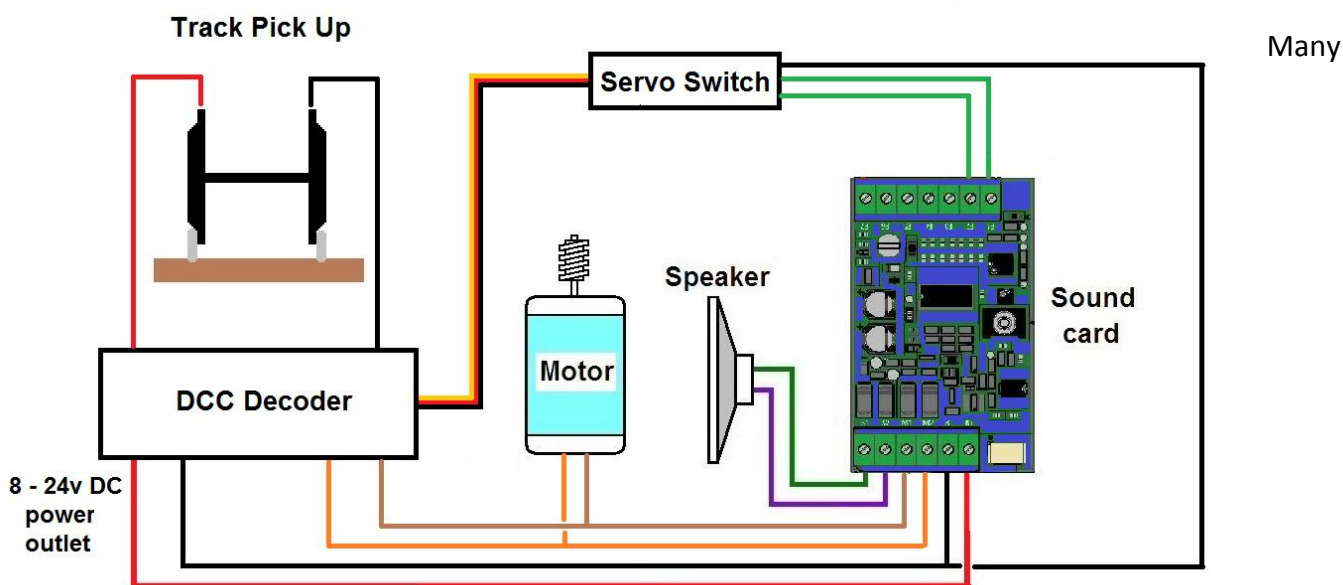 Track Pick Up
Many
Servo Switch
Speaker
Sound
card
Motor
DCC Decoder
8 - 24v DC
power
outlet